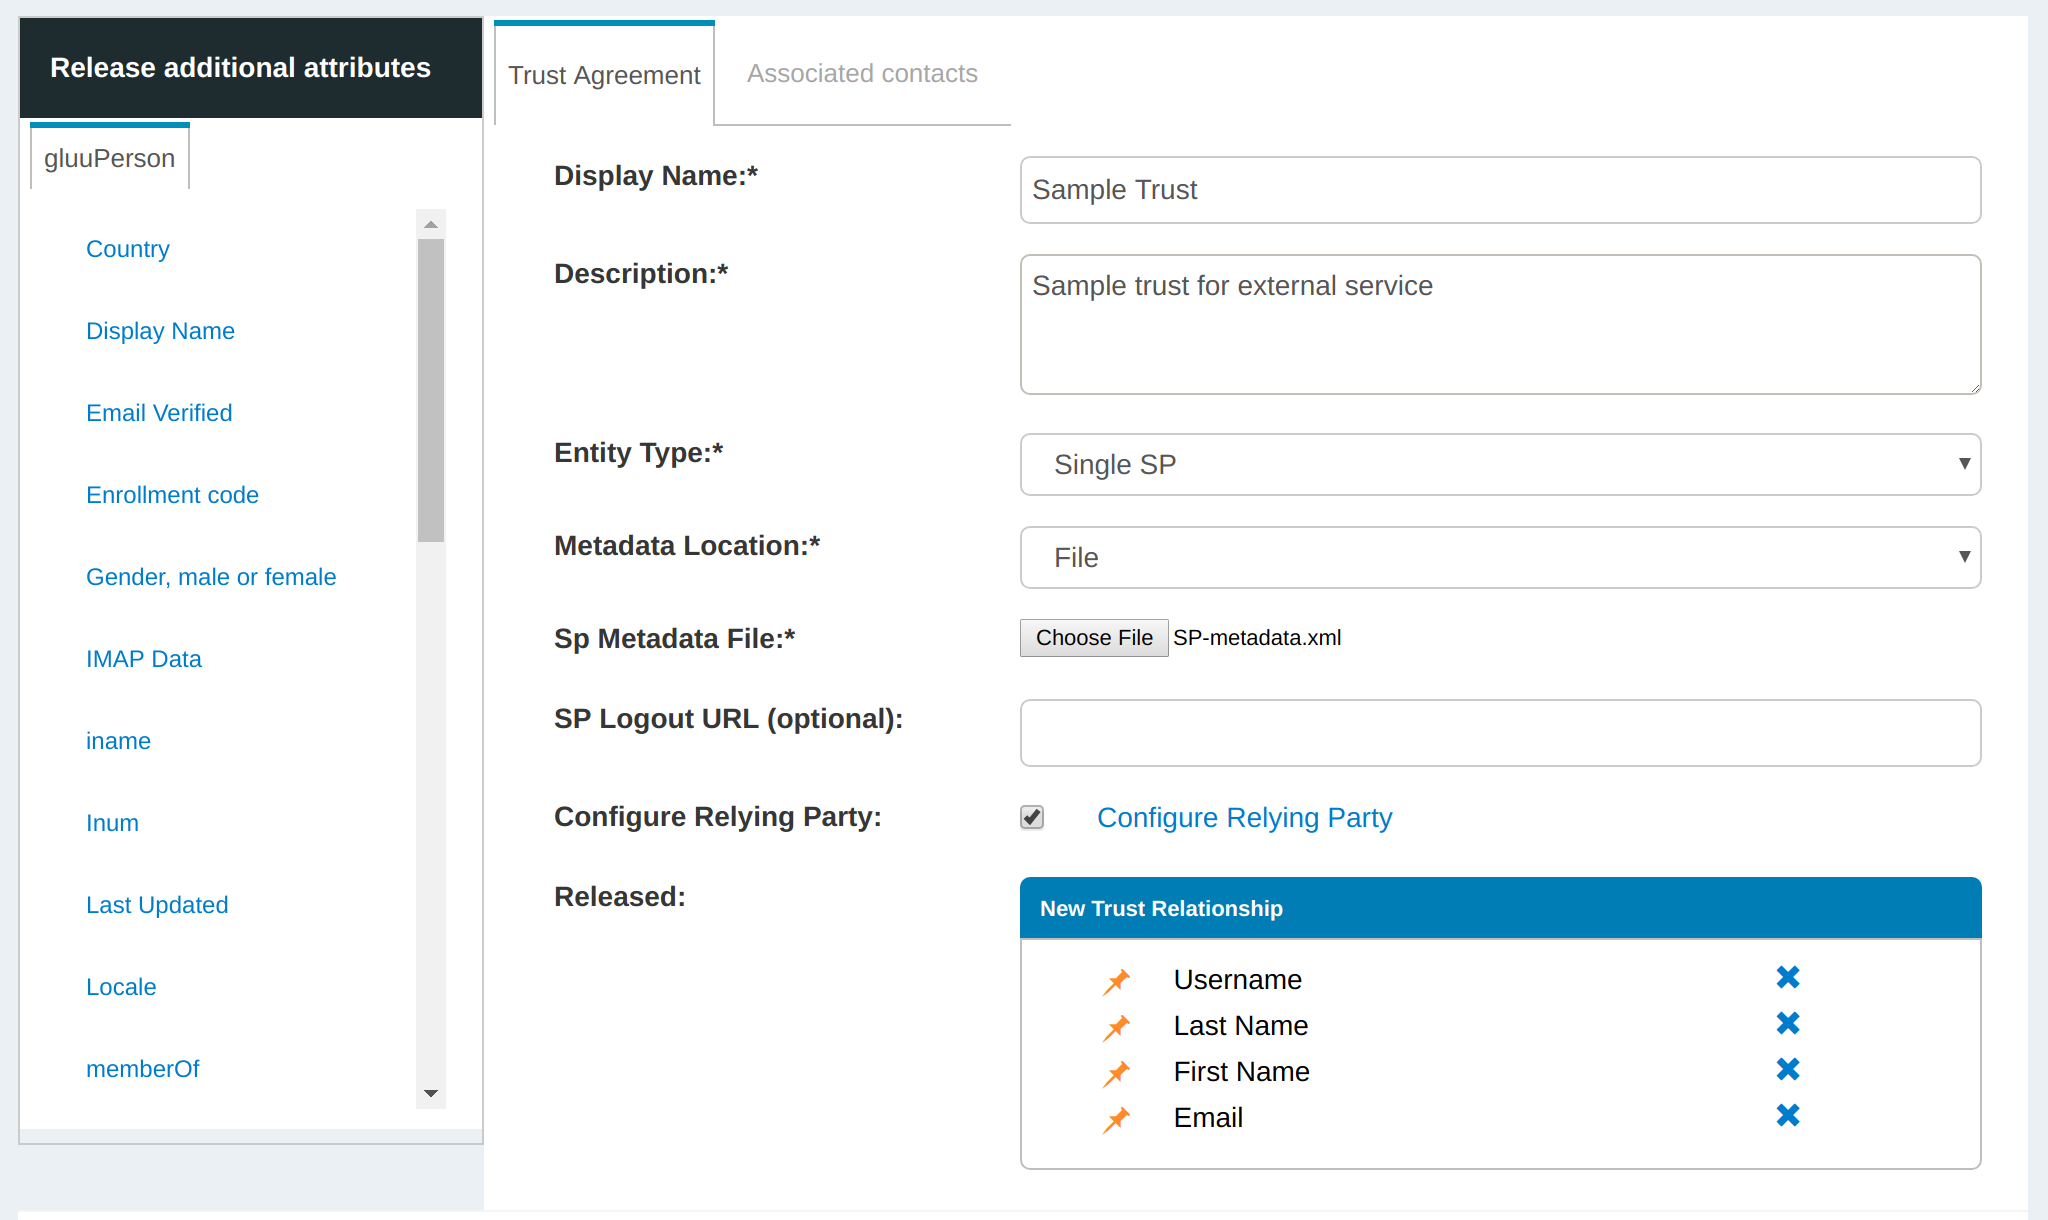 Release additional attributes
gluuPerson
Country
Display Name
Email Verified
Enrollment code
Gender, male or female
IMAP Data
iname
Inum
Last Updated
Locale
memberOf
Trust Agreement
Associated contacts
Display Name:*
Sample Trust
Description:*
Sample trust for external service
Entity Type:*
Single SP
Metadata Location:*
File
Sp Metadata File:*
Choose File SP-metadata.xml
SP Logout URL (optional):
Configure Relying Party:
Configure Relying Party
Released:
New Trust Relationship
Username
Last Name
First Name
Email